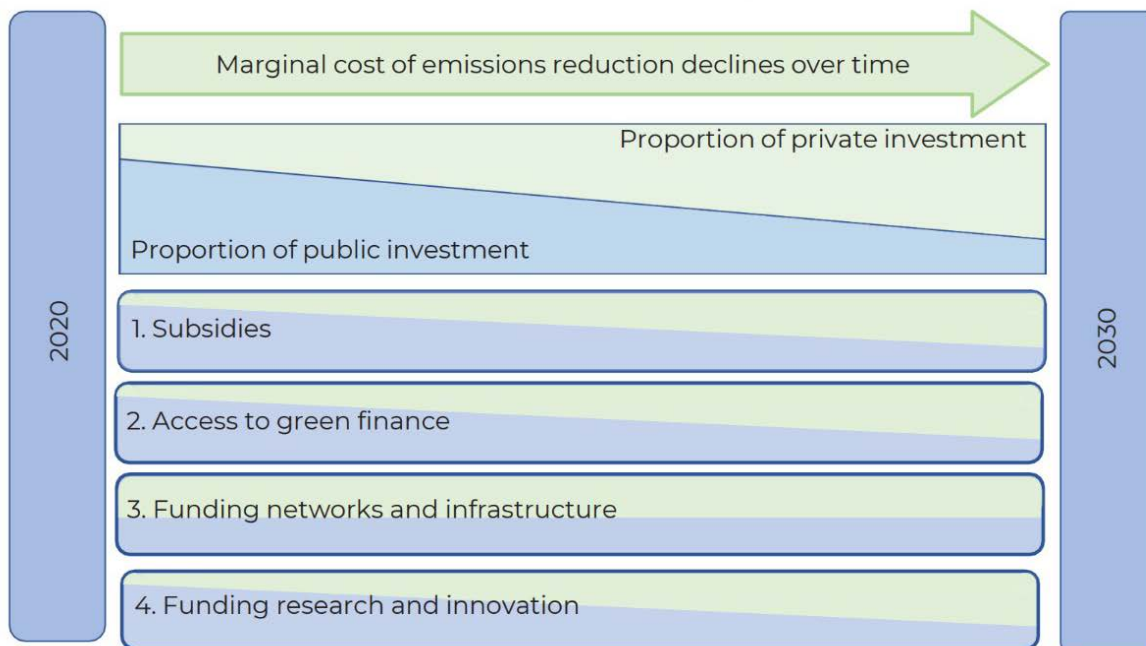 Marginal cost of emissions reduction declines over time
Proportion of private investment
Proportion of public investment
2020
1. Subsidies
2. Access to green finance
3. Funding networks and infrastructure
4. Funding research and innovation
2030